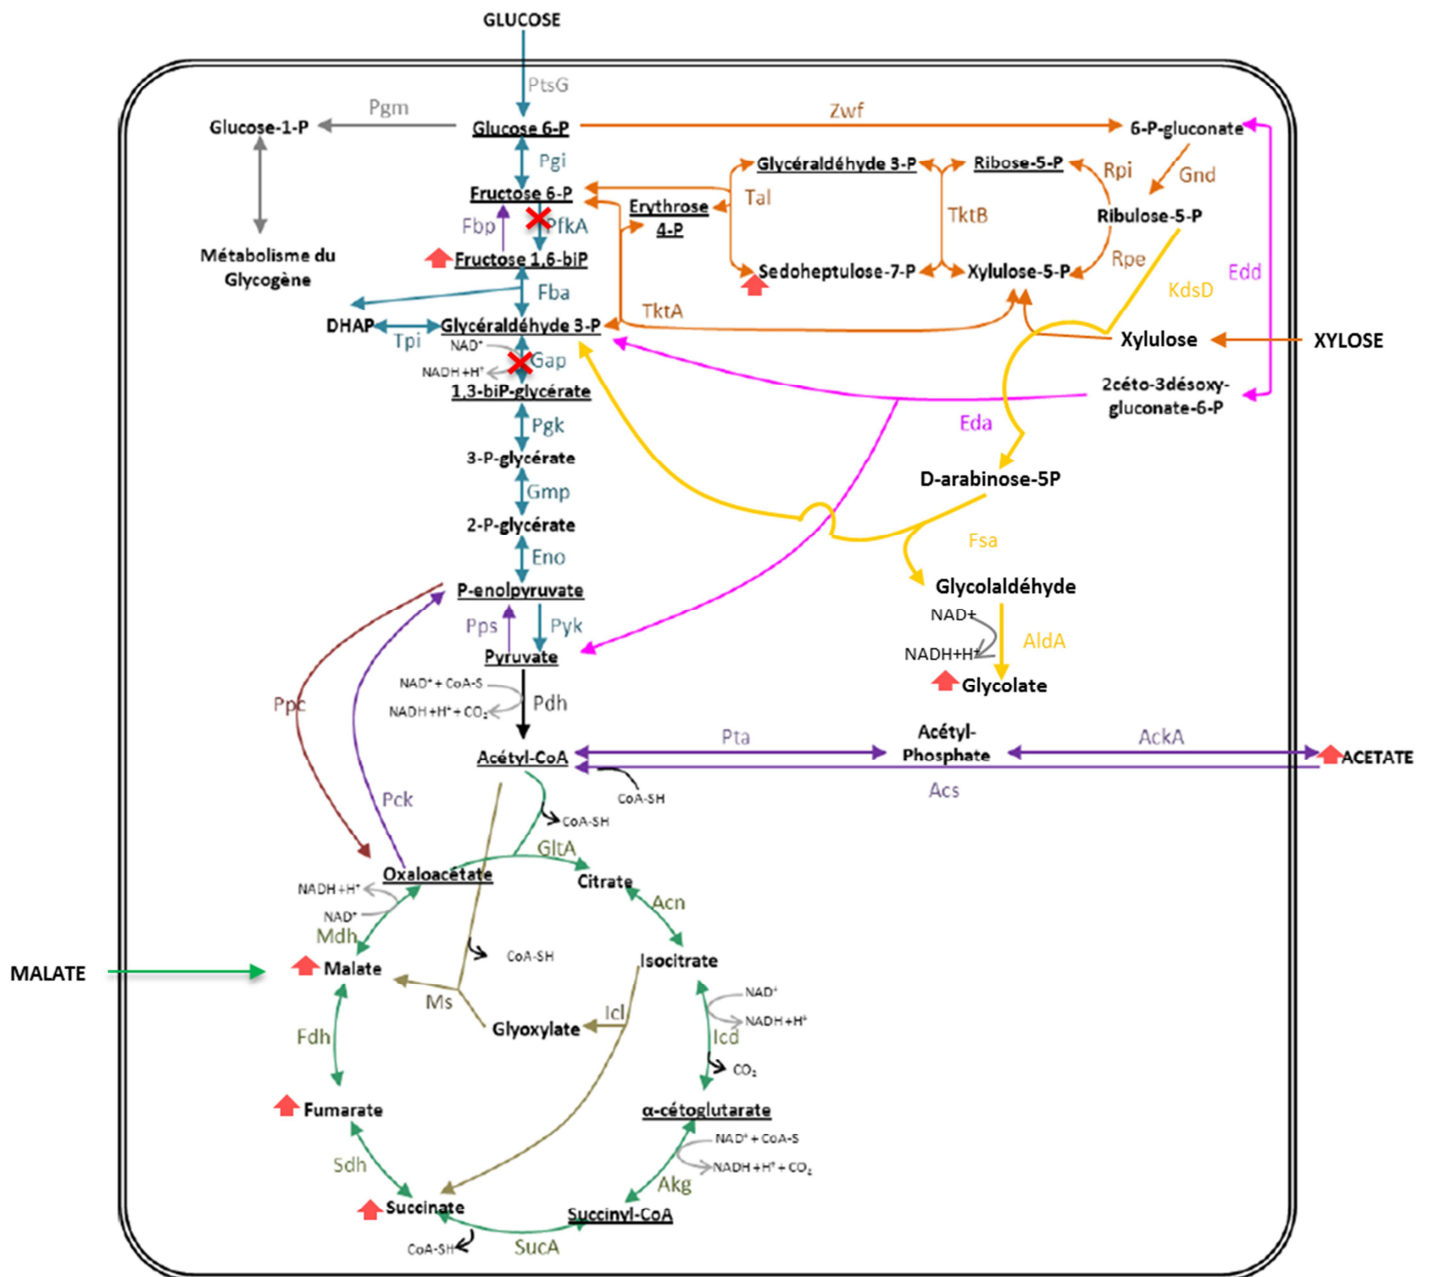 GLUCOSE
PtsG
Glucose-1-P
Pgm
Glucose 6-P
Zwf
6-P-gluconate
Pgi
Glycéraldéhyde 3-P
Ribose-5-P
Rpi
Gnd
Fructose 6-P
Erythrose
4-P
Tal
TktB
Ribulose-5-P
Fbp
PfkA
Métabolisme du
Glycogène
Fructose 1,6-biP
Sedoheptulose-7-P
Xylulose-5-P
Rpe
Edd
Fba
KdsD
DHAP
Tpi
Glycéraldéhyde 3-P
TktA
Xylulose
XYLOSE
NAD⁺
NADH+H⁺
Gap
1,3-biP-glycérate
2céto-3désoxy-
gluconate-6-P
Eda
Pgk
3-P-glycérate
D-arabinose-5P
Gmp
2-P-glycérate
Fsa
Eno
P-enolpyruvate
Glycolaldéhyde
NAD+
Pps
Pyk
AldA
NADH+H⁺
Pyruvate
Glycolate
NAD⁺ + CoA-S
NADH+H⁺ + CO₂
Pdh
Ppc
Acétyl-CoA
Pta
Acétyl-
Phosphate
AckA
ACETATE
Acs
Pck
CoA-SH
CoA-SH
GltA
Oxaloacétate
Citrate
NADH+H⁺
NAD⁺
Acn
Mdh
CoA-SH
Isocitrate
MALATE
Malate
Ms
NAD⁺
NADH+H⁺
Glyoxylate
Icl
Icd
Fdh
CO₂
Fumarate
α-cétoglutarate
NAD⁺ + CoA-S
NADH+H⁺ + CO₂
Sdh
Akg
Succinate
Succinyl-CoA
CoA-SH
SucA